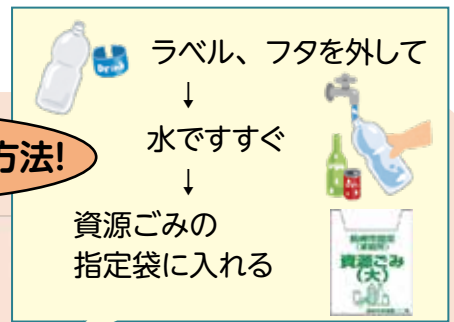 ラベル、フタを外して
↓
水ですすぐ
↓
方法!
資源ごみの
指定袋に入れる
資源ごみ
(大)